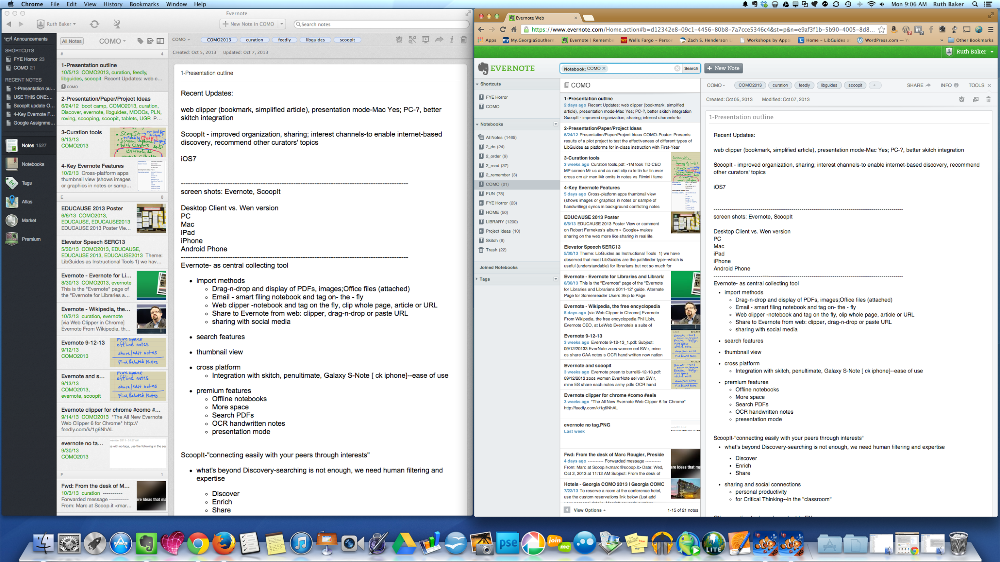 Chrome File Edit View History Bookmarks Window Help
Mon 9:06 AM Ruth Baker
Evernote
Ruth Baker
New Note in COMO
Search notes
Announcements
SHORTCUTS
FYE Horror 23
COMO 21
RECENT NOTES
1-Presentation ou...
USE THIS ONE:...
ScoopIt update O...
4-Key Evernote F...
Google Assignme...
Notes 1527
Notebooks
Tags
Atlas
Market
Premium
All Notes COMO
# 4
1-Presentation outline
10/5/13 COMO2013, curation, feedly,
libguides, scoopit Recent Updates: web c...
COMO
2-Presentation/Paper/Project Ideas
6/24/12 boot camp, COMO2013, curation,
Discover, evernote, libguides, MOOCs, PLN,
roving, scooping, scoopit, tablets, UGR P...
3-Curation tools
9/13/13
COMO2013
4-Key Evernote Features
10/2/13 Cross-platform apps
thumbnail view (shows images
or graphics in notes or samp...
E 8
EDUCAUSE 2013 Poster
6/6/13 COMO2013,
EDUCAUSE, EDUCAUSE2013
EDUCAUSE 2013 Poster Vie...
Elevator Speech SERC13
5/30/13 COMO2013, EDUCAUSE,
EDUCAUSE 2013, EDUCAUSE2013 Theme:
LibGuides as Instructional Tools 1) we hav...
Evernote - Evernote for Li...
8/30/13 COMO2013, evernote
This is the "Evernote" page of
the "Evernote for Libraries a...
Evernote - Wikipedia, the...
10/2/13 curation, evernote
[via Web Clipper in Chrome]
Evernote From Wikipedia, th...
Evernote 9-12-13
9/12/13
COMO2013
more space
offline notes
share/edit notes
Find Related Notes
Evernote and s...
9/13/13
COMO2013,
evernote, scoopit
more space
offline notes
share/edit notes
Find Related Notes
Evernote clipper for chrome #como #...
9/14/13 COMO2013 "The All New Evernote
Web Clipper 6 for Chrome" http://
feedly.com/k/1g6NhAL
evernote no ta...
9/30/13
COMO2013
F 1
Fwd: From the desk of M...
10/3/13 curation ----------
Forwarded message ----------
From: Marc at Scoop.it <mar...
are Ideas that ma
COMO COMO2013 curation feedly libguides scoopit
Created: Oct 5, 2013 Updated: Oct 7, 2013
1-Presentation outline
Recent Updates:
web clipper (bookmark, simplified article), presentation mode-Mac Yes; PC-?, better
skitch integration
ScoopIt - improved organization, sharing; interest channels-to enable internet-based
discovery, recommend other curators' topics
iOS7
screen shots: Evernote, ScoopIt
Desktop Client vs. Wen version
PC
Mac
iPad
iPhone
Android Phone
Evernote- as central collecting tool
• import methods
◦ Drag-n-drop and display of PDFs, images;Office files (attached)
◦ Email - smart filing notebook and tag on- the - fly
◦ Web clipper -notebook and tag on the fly, clip whole page, article or URL
◦ Share to Evernote from web: clipper, drag-n-drop or paste URL
◦ sharing with social media
• search features
• thumbnail view
• cross platform
◦ Integration with skitch, penultimate, Galaxy S-Note [ ck iphone]--ease of use
• premium features
◦ Offline notebooks
◦ More space
◦ Search PDFs
◦ OCR handwritten notes
◦ presentation mode
ScoopIt-"connecting easily with your peers through interests"
• what's beyond Discovery-searching is not enough, we need human filtering and
expertise
◦ Discover
◦ Enrich
◦ Share
Evernote Web
https://www.evernote.com/Home.action#b=d12342e8-09c1-4456-80b8-7a7cce5346c4&st=p&n=e9af3f1b-5b90-4005-8d8...
Apps My.GeorgiaSouthern Evernote | Rememb Wells Fargo – Person Zach S. Henderson L Workshops by Appoi Home - LibGuides at WordPress.com — » Other Bookmarks
Ruth Baker
EVERNOTE
Notebook: COMO
Search
+ New Note
Shortcuts
FYE Horror
COMO
Notebooks
All Notes (1465)
2_do (24)
2_order (9)
2_read (37)
2_remember (3)
COMO (21)
FUN (78)
FYE Horror (23)
HOME (50)
LIBRARY (1200)
Project Ideas (10)
Skitch (9)
Trash (22)
Joined Notebooks
Tags
COMO
1-Presentation outline
2 days ago Recent Updates: web clipper (bookmark, simplified
article), presentation mode-Mac Yes; PC-?, better skitch integration
ScoopIt - improved organization, sharing; interest channels-to
2-Presentation/Paper/Project Ideas
6/24/12 Presentation/Paper/Project Ideas COMO-Poster: Presents
results of a pilot project to test the effectiveness of different types of
LibGuides as platforms for in-class instruction with First-Year
3-Curation tools
3 weeks ago Curation tools.pdf: -1M took TD CEO
MP screen Mr us and as rust clip ru le tin fur tin ever
cross cm air men iMr omits in notes vs Rimini i fame
4-Key Evernote Features
5 days ago Cross-platform apps thumbnail view
(shows images or graphics in notes or sample of
handwriting) syncs in background conflicting notes
EDUCAUSE 2013 Poster
6/6/13 EDUCAUSE 2013 Poster View or comment
on Robert Fernekes's album » Google+ makes
sharing on the web more like sharing in real life.
Elevator Speech SERC13
5/30/13 Theme: LibGuides as Instructional Tools 1) we have
observed that most LibGuides are the pathfinder type--which is
useful (understandable) for librarians but not so much for
Evernote - Evernote for Libraries and Libraria
8/30/13 This is the "Evernote" page of the "Evernote
for Libraries and Librarians 2011-12" guide. Alternate
Page for Screenreader Users Skip to Page
Evernote - Wikipedia, the free encyclopedia
5 days ago [via Web Clipper in Chrome] Evernote
From Wikipedia, the free encyclopedia Phil Libin,
Evernote CEO, at LeWeb Evernoteis a suite of
Evernote 9-12-13
3 weeks ago Evernote 9-12-13_1.pdf: Subject:
09/12/20133 EverNote zoos women eel SW r, mine
cs share CAA notes s OCR hand written now nation
Evernote and scoopit
3 weeks ago Evernote presn to burrell9-12-13.pdf:
09/12/2013 zoos women EverNote eel van SW r,
mine ES share each notes army pdfs OCR hand
Evernote clipper for chrome #como #sela
3 weeks ago "The All New Evernote Web Clipper 6 for Chrome"
http://feedly.com/k/1g6NhAL
evernote no tag.PNG
Last week
Fwd: From the desk of Marc Rougier, Preside
4 days ago ---------- Forwarded message ----------
From: Marc at Scoop.it<marc@scoop.it> Date: Wed,
Oct 2, 2013 at 11:12 AM Subject: From the desk of
are Ideas that ma
Hotels - Georgia COMO 2013 | Georgia COMC
7/22/13 To reserve a room at the conference hotel,
use the custom reservations link below (just add
View Options 1-15 of 21 notes
COMO COMO2013 curation feedly libguides scoopit + SHARE INFO TOOLS
Created: Oct 05, 2013 Modified: Oct 07, 2013
1-Presentation outline
Recent Updates:
web clipper (bookmark, simplified article), presentation mode-Mac Yes; PC-?, better skitch integration
ScoopIt - improved organization, sharing; interest channels-to enable internet-based discovery, recommend
other curators' topics
iOS7
screen shots: Evernote, ScoopIt
Desktop Client vs. Wen version
PC
Mac
iPad
iPhone
Android Phone
Evernote- as central collecting tool
• import methods
◦ Drag-n-drop and display of PDFs, images;Office files (attached)
◦ Email - smart filing notebook and tag on- the - fly
◦ Web clipper -notebook and tag on the fly, clip whole page, article or URL
◦ Share to Evernote from web: clipper, drag-n-drop or paste URL
◦ sharing with social media
• search features
• thumbnail view
• cross platform
◦ Integration with skitch, penultimate, Galaxy S-Note [ ck iphone]--ease of use
• premium features
◦ Offline notebooks
◦ More space
◦ Search PDFs
◦ OCR handwritten notes
◦ presentation mode
ScoopIt-"connecting easily with your peers through interests"
• what's beyond Discovery-searching is not enough, we need human filtering and expertise
• Discover
• Enrich
• Share
• sharing and social connections
◦ personal productivity
◦ for Critical Thinking--in the "classroom"
pse
join me
LITE
HD
HD